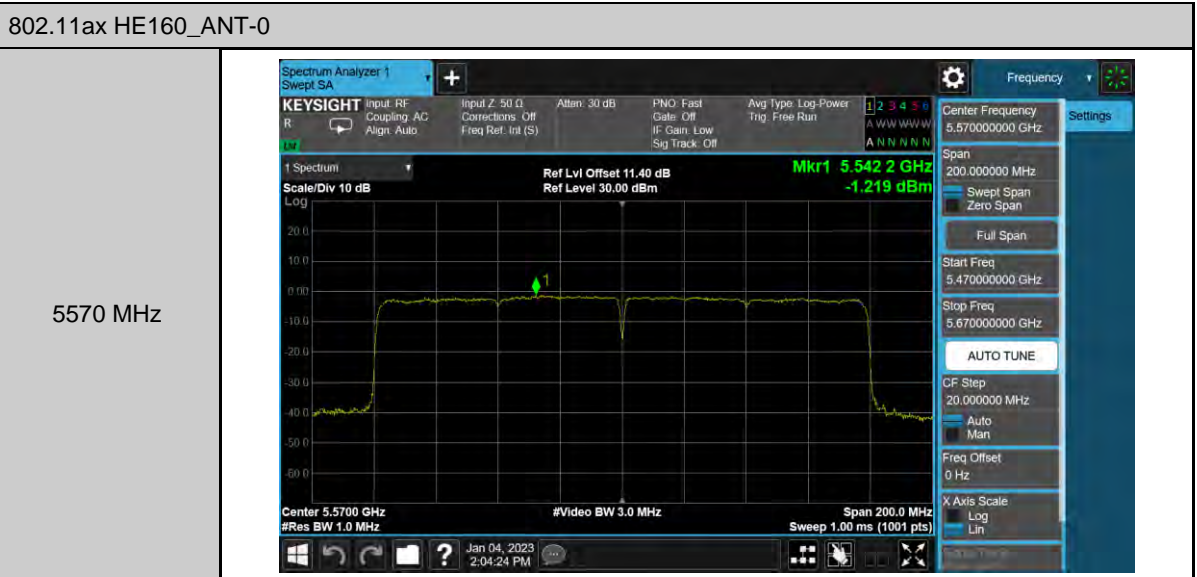 802.11ax HE160_ANT-0
5570 MHz
Spectrum Analyzer 1
Swept SA
Frequency
KEYSIGHT
R
Input: RF
Coupling: AC
Align: Auto
Input Z: 50 Ω
Corrections: Off
Freq Ref: Int (S)
Atten: 30 dB
PNO: Fast
Gate: Off
IF Gain: Low
Sig Track: Off
Avg Type: Log-Power
Trig: Free Run
1 2 3 4 5 6
A W W W W W
A N N N N N
Settings
Center Frequency
5.570000000 GHz
Span
200.000000 MHz
Swept Span
Zero Span
Full Span
Start Freq
5.470000000 GHz
Stop Freq
5.670000000 GHz
AUTO TUNE
CF Step
20.000000 MHz
Auto
Man
Freq Offset
0 Hz
X Axis Scale
Log
Lin
1 Spectrum
Scale/Div 10 dB
Log
Ref Lvl Offset 11.40 dB
Ref Level 30.00 dBm
Mkr1 5.542 2 GHz
-1.219 dBm
20.0
10.0
1
0.00
-10.0
-20.0
-30.0
-40.0
-50.0
-60.0
Center 5.5700 GHz
#Res BW 1.0 MHz
#Video BW 3.0 MHz
Span 200.0 MHz
Sweep 1.00 ms (1001 pts)
?
Jan 04, 2023
2:04:24 PM